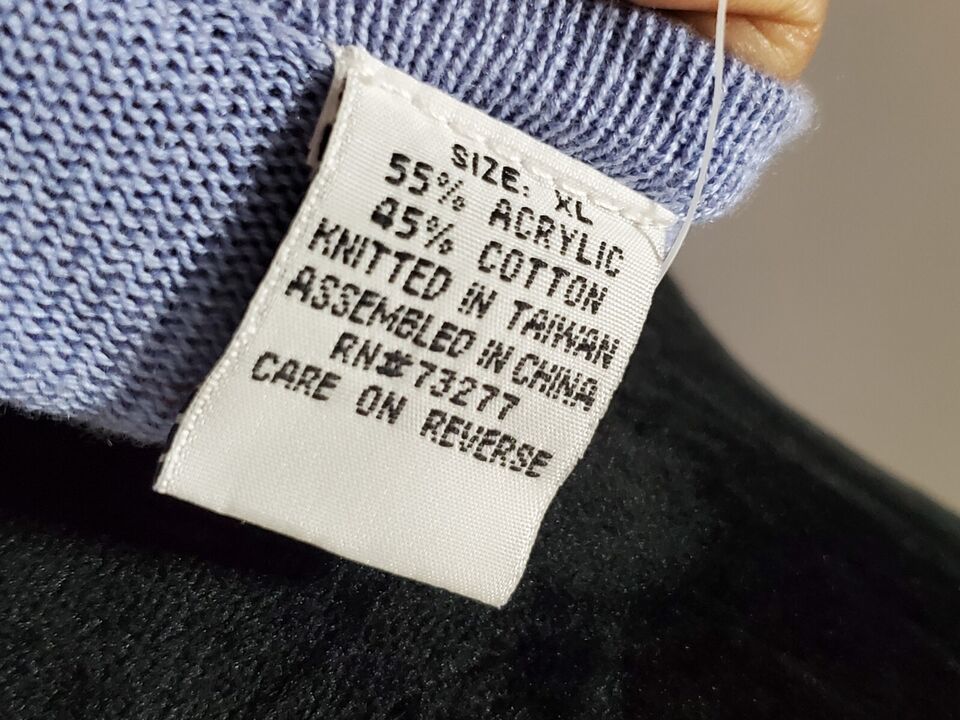 SIZE: XL
55% ACRYLIC
45% COTTON
KNITTED IN TAIWAN
ASSEMBLED IN CHINA
RN#73277
CARE ON REVERSE